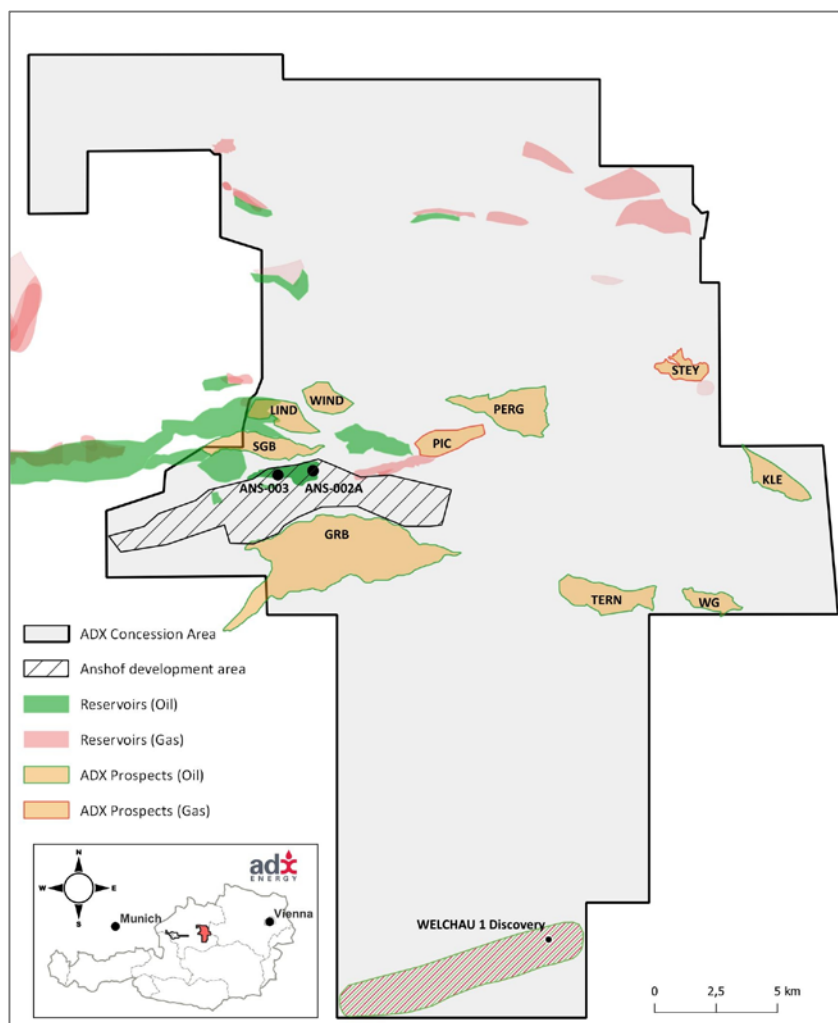 STEY
WIND
LIND
PERG
PIC
SGB
KLE
ANS-003
ANS-002A
GRB
TERN
WG
ADX Concession Area
Anshof development area
Reservoirs (Oil)
Reservoirs (Gas)
ADX Prospects (Oil)
ADX Prospects (Gas)
N
W
E
S
adx
ENERGY
Munich
Vienna
WELCHAU 1 Discovery
0
2,5
5 km